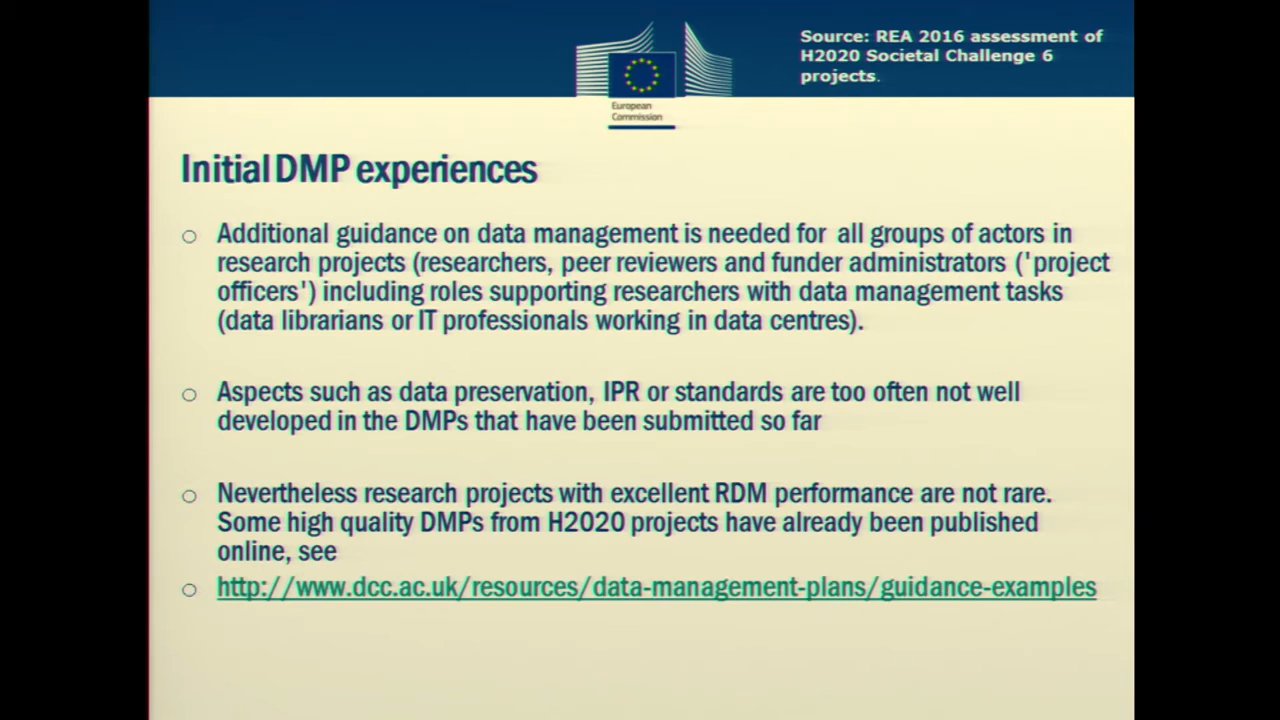 Source: REA 2016 assessment of
H2020 Societal Challenge 6
projects.
European
Commission
Initial DMP experiences
Additional guidance on data management is needed for all groups of actors in
research projects (researchers, peer reviewers and funder administrators ('project
officers') including roles supporting researchers with data management tasks
(data librarians or IT professionals working in data centres).
Aspects such as data preservation, IPR or standards are too often not well
developed in the DMPs that have been submitted so far
Nevertheless research projects with excellent RDM performance are not rare.
Some high quality DMPs from H2020 projects have already been published
online, see
http://www.dcc.ac.uk/resources/data-management-plans/guidance-examples